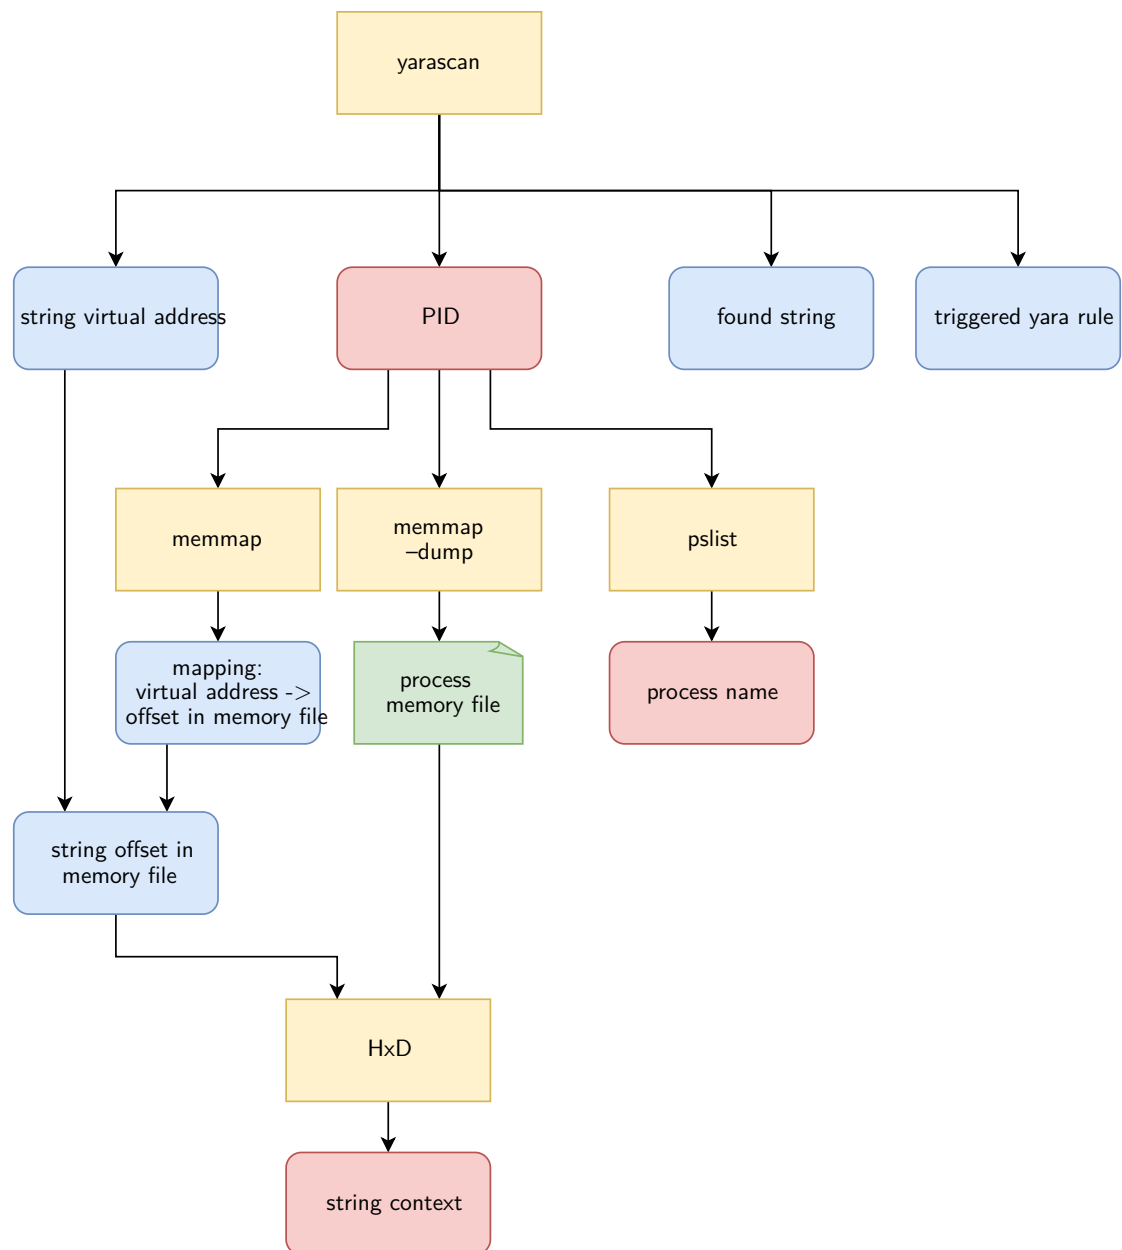 yarascan
string virtual address
PID
found string
triggered yara rule
memmap
memmap
–dump
pslist
mapping:
virtual address ->
offset in memory file
process
memory file
process name
string offset in
memory file
HxD
string context